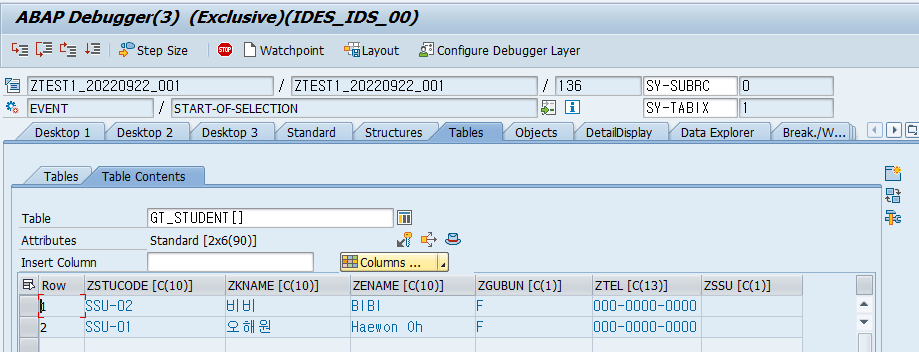 ABAP Debugger(3) (Exclusive)(IDES_IDS_00)
Step Size STOP Watchpoint Layout Configure Debugger Layer
ZTEST1_20220922_001 / ZTEST1_20220922_001 / 136 SY-SUBRC 0
EVENT / START-OF-SELECTION SY-TABIX 1
Desktop 1 Desktop 2 Desktop 3 Standard Structures Tables Objects DetailDisplay Data Explorer Break./W...
Tables Table Contents
Table GT_STUDENT[]
Attributes Standard [2x6(90)]
Insert Column Columns ...
Row ZSTUCODE [C(10)] ZKNAME [C(10)] ZENAME [C(10)] ZGUBUN [C(1)] ZTEL [C(13)] ZSSU [C(1)]
1 SSU-02 비비 BIBI F 000-0000-0000
2 SSU-01 오해원 Haewon Oh F 000-0000-0000